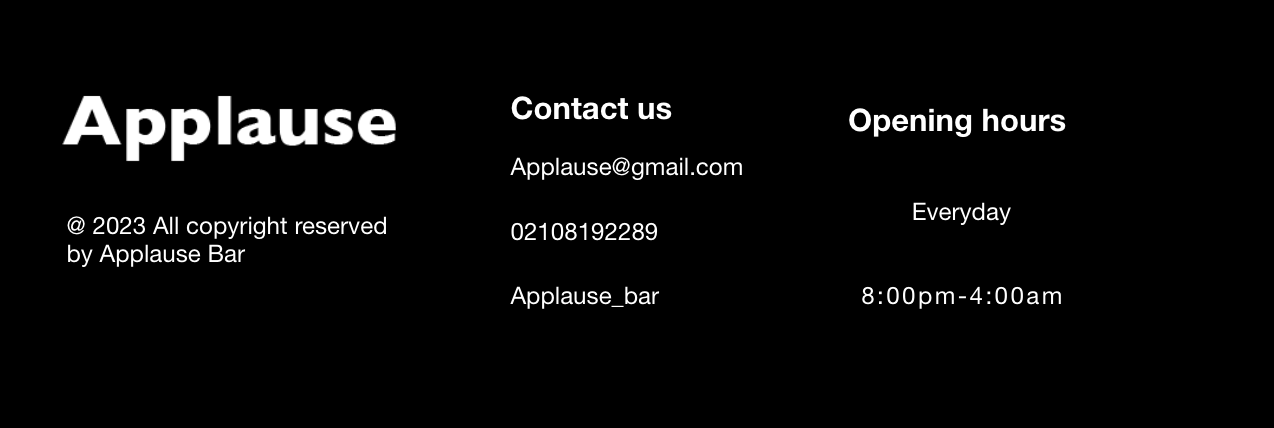 Applause
@ 2023 All copyright reserved
by Applause Bar
Contact us
Applause@gmail.com
02108192289
Applause_bar
Opening hours
Everyday
8:00pm-4:00am